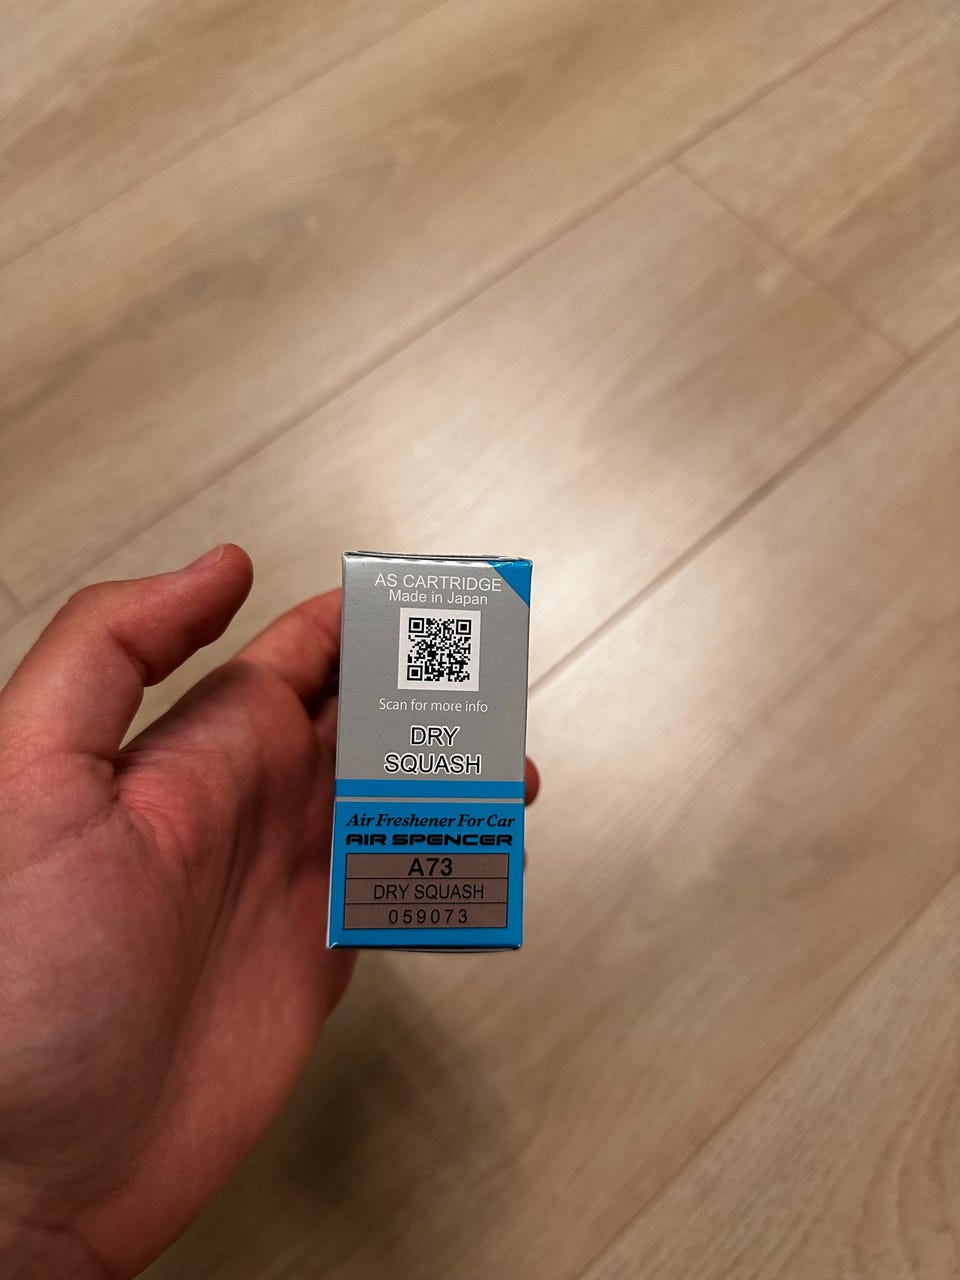 AS CARTRIDGE
Made in Japan
Scan for more info
DRY
SQUASH
Air Freshener For Car
AIR SPENCER
A73
DRY SQUASH
059073